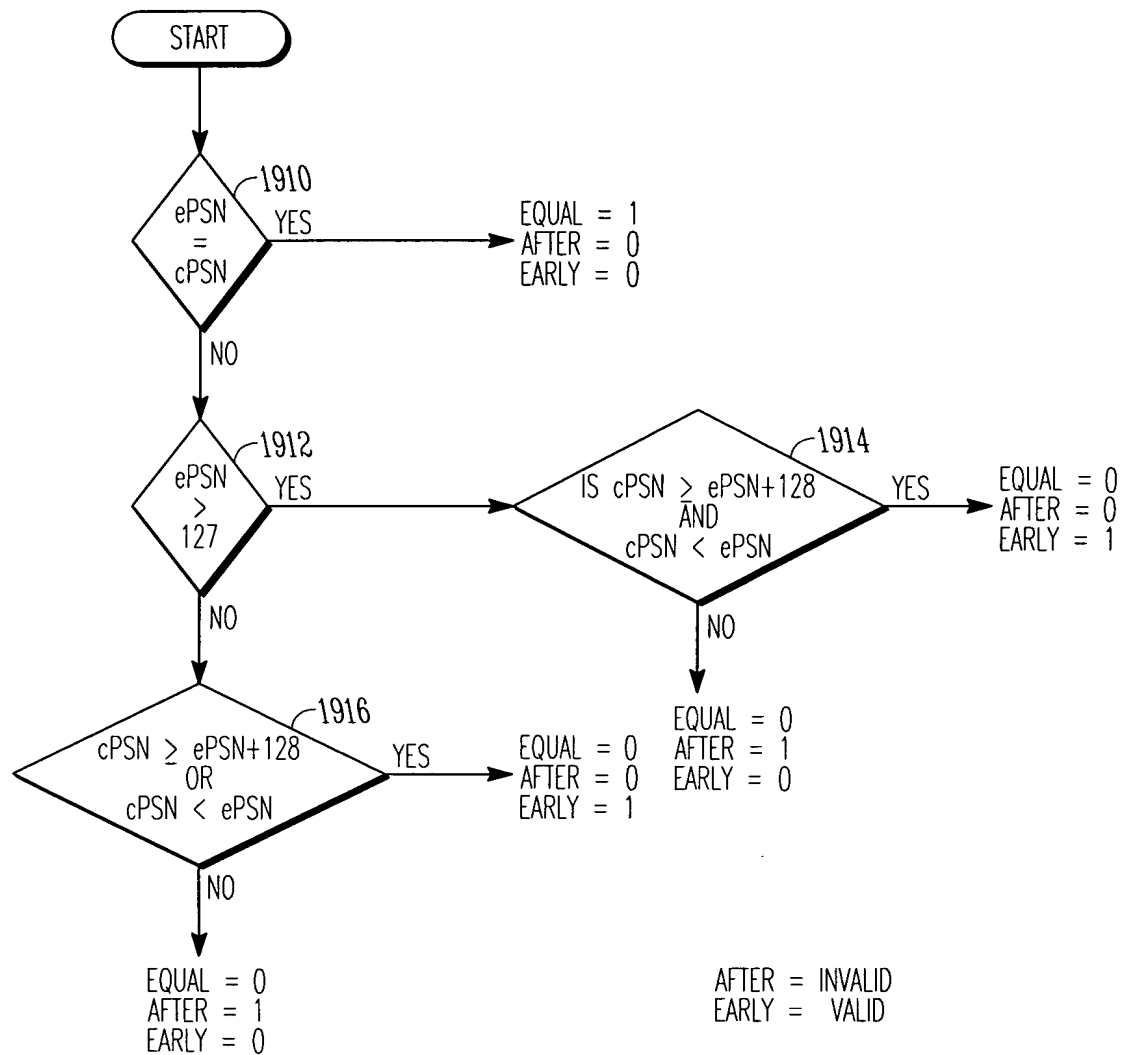 START
1910
ePSN
=
cPSN
YES
EQUAL = 1
AFTER = 0
EARLY = 0
NO
1912
ePSN
>
127
YES
1914
IS cPSN ≥ ePSN+128
AND
cPSN < ePSN
YES
EQUAL = 0
AFTER = 0
EARLY = 1
NO
NO
EQUAL = 0
AFTER = 1
EARLY = 0
1916
cPSN ≥ ePSN+128
OR
cPSN < ePSN
YES
EQUAL = 0
AFTER = 0
EARLY = 1
NO
EQUAL = 0
AFTER = 1
EARLY = 0
AFTER = INVALID
EARLY = VALID